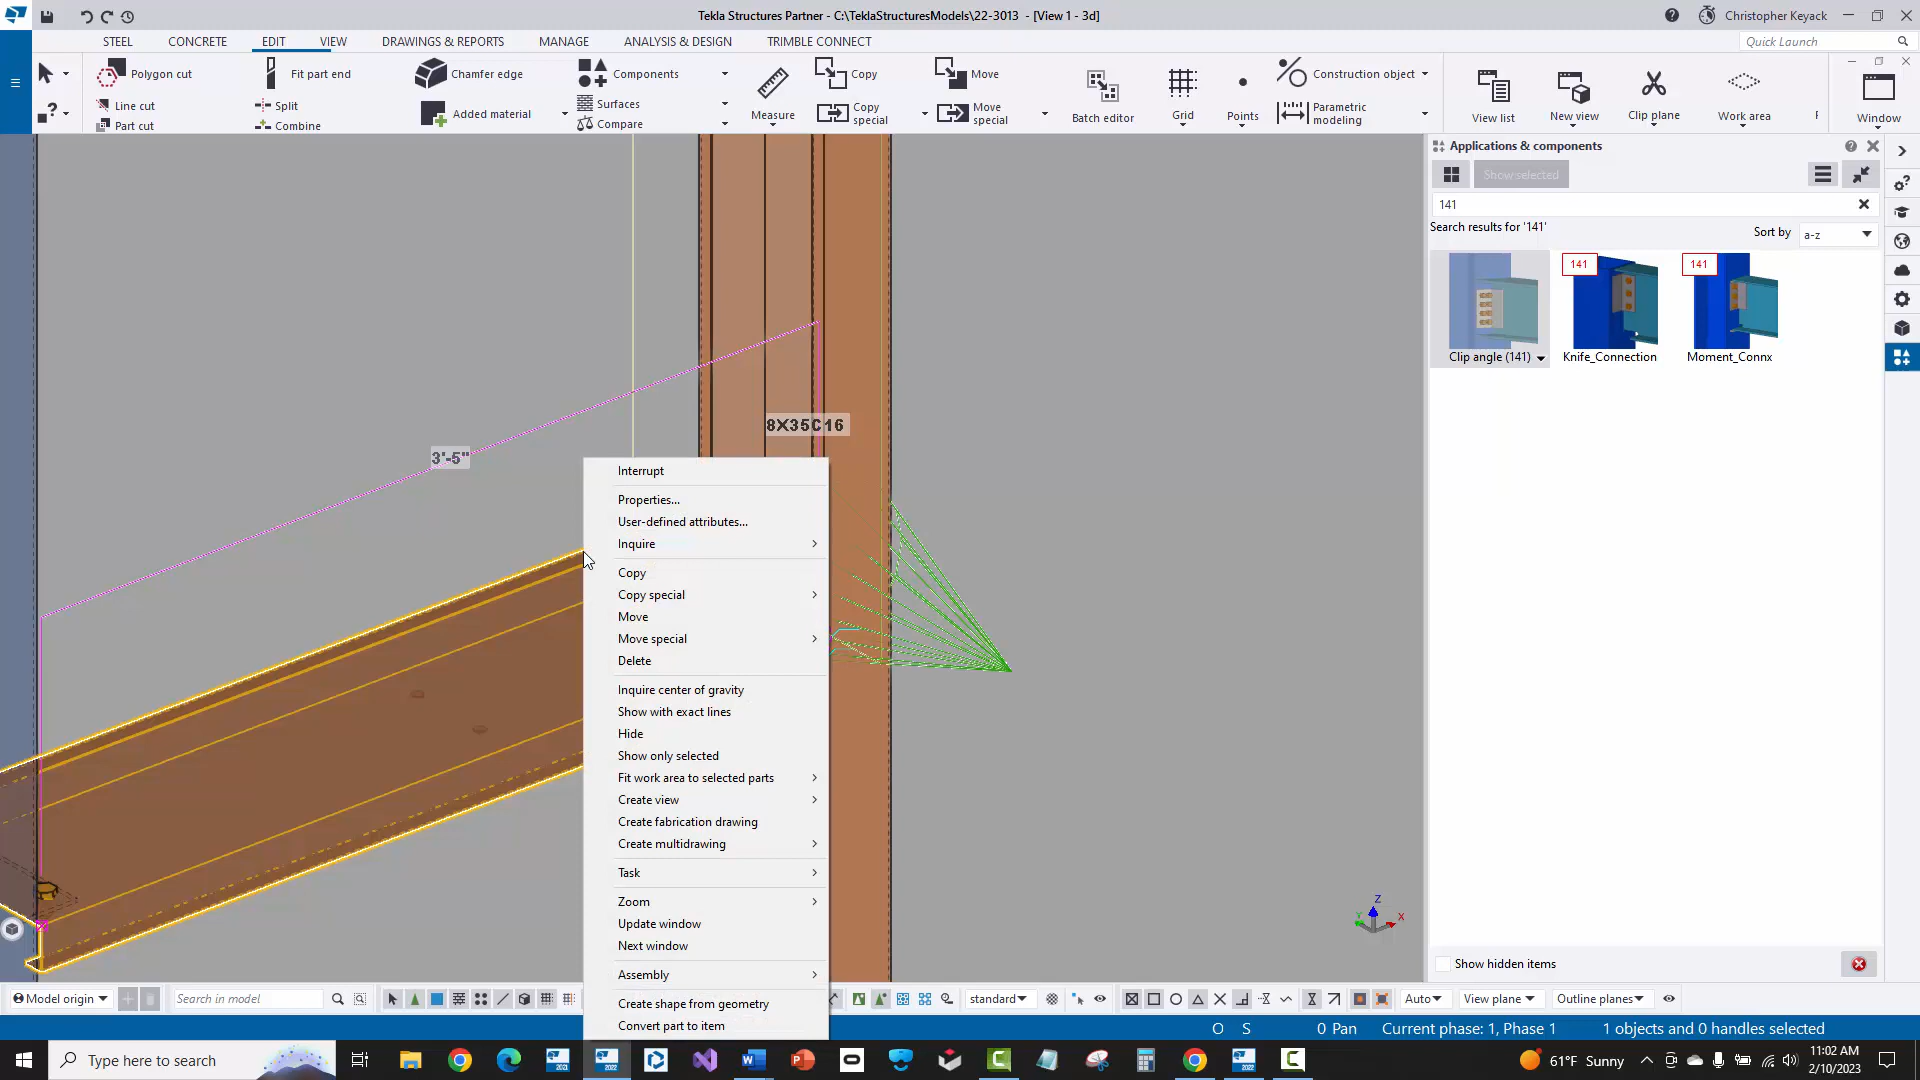 Tekla Structures Partner - C:\TeklaStructuresModels\22-3013 - [View 1 - 3d]
Christopher Keyack
STEEL CONCRETE EDIT VIEW DRAWINGS & REPORTS MANAGE ANALYSIS & DESIGN TRIMBLE CONNECT
Quick Launch
Polygon cut
Line cut
Part cut
Fit part end
Split
Combine
Chamfer edge
Added material
Components
Surfaces
Compare
Measure
Copy
Copy special
Move
Move special
Batch editor
Grid
Points
Construction object
Parametric modeling
View list
New view
Clip plane
Work area
Window
Applications & components
Show selected
141
Search results for '141'
Sort by
a-z
141
141
Clip angle (141)
Knife_Connection
Moment_Connx
8X35C16
3'-5"
Interrupt
Properties...
User-defined attributes...
Inquire
Copy
Copy special
Move
Move special
Delete
Inquire center of gravity
Show with exact lines
Hide
Show only selected
Fit work area to selected parts
Create view
Create fabrication drawing
Create multidrawing
Task
Zoom
Update window
Next window
Assembly
Create shape from geometry
Convert part to item
Z
Y
X
Show hidden items
Model origin
Search in model
standard
Auto
View plane
Outline planes
O S 0 Pan Current phase: 1, Phase 1 1 objects and 0 handles selected
Type here to search
61°F Sunny
11:02 AM
2/10/2023